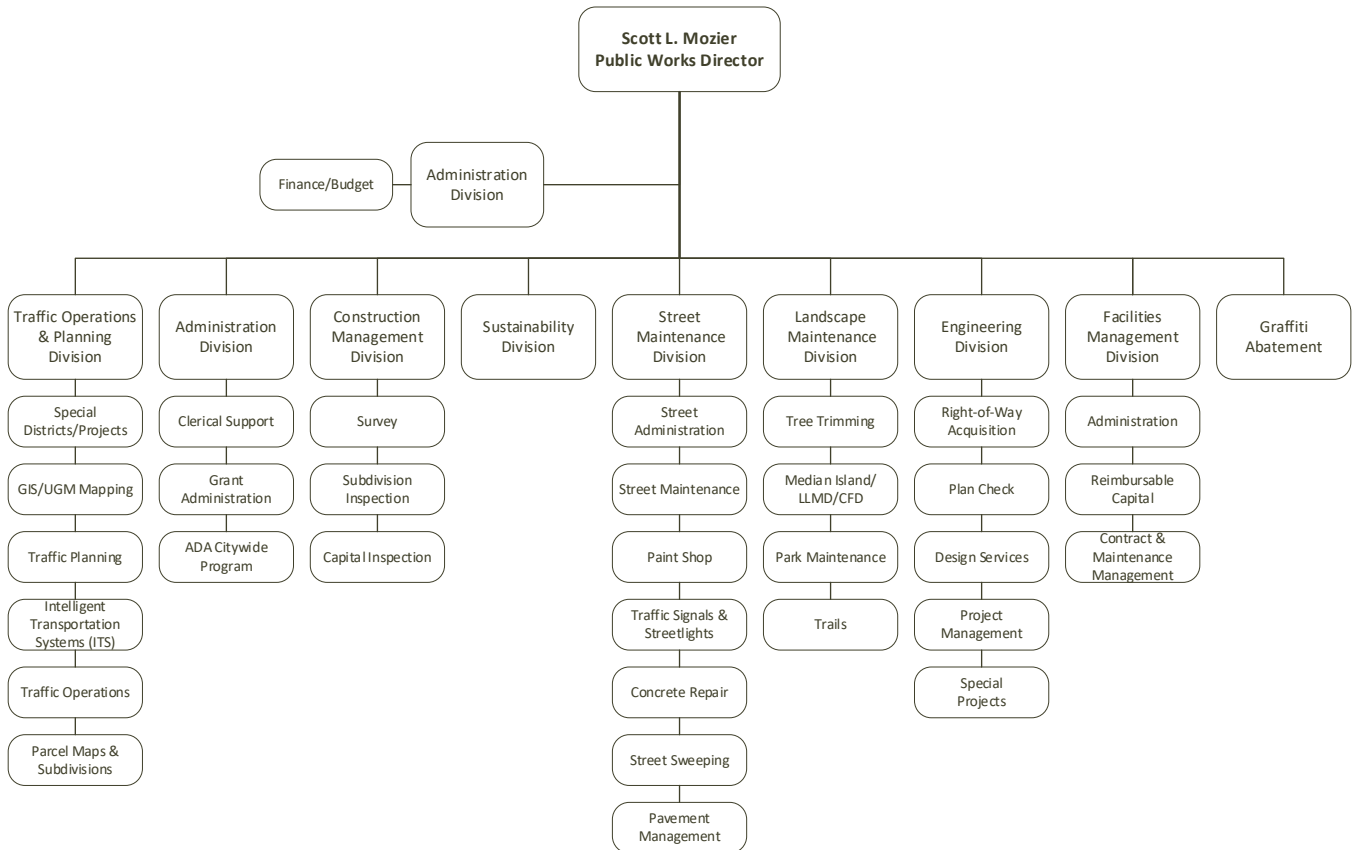 Scott L. Mozier
Public Works Director
Finance/Budget
Administration
Division
Traffic Operations
& Planning
Division
Administration
Division
Construction
Management
Division
Sustainability
Division
Street
Maintenance
Division
Landscape
Maintenance
Division
Engineering
Division
Facilities
Management
Division
Graffiti
Abatement
Special
Districts/Projects
Clerical Support
Survey
Street
Administration
Tree Trimming
Right-of-Way
Acquisition
Administration
GIS/UGM Mapping
Grant
Administration
Subdivision
Inspection
Street Maintenance
Median Island/
LLMD/CFD
Plan Check
Reimbursable
Capital
Traffic Planning
ADA Citywide
Program
Capital Inspection
Paint Shop
Park Maintenance
Design Services
Contract &
Maintenance
Management
Intelligent
Transportation
Systems (ITS)
Traffic Signals &
Streetlights
Trails
Project
Management
Traffic Operations
Concrete Repair
Special
Projects
Parcel Maps &
Subdivisions
Street Sweeping
Pavement
Management